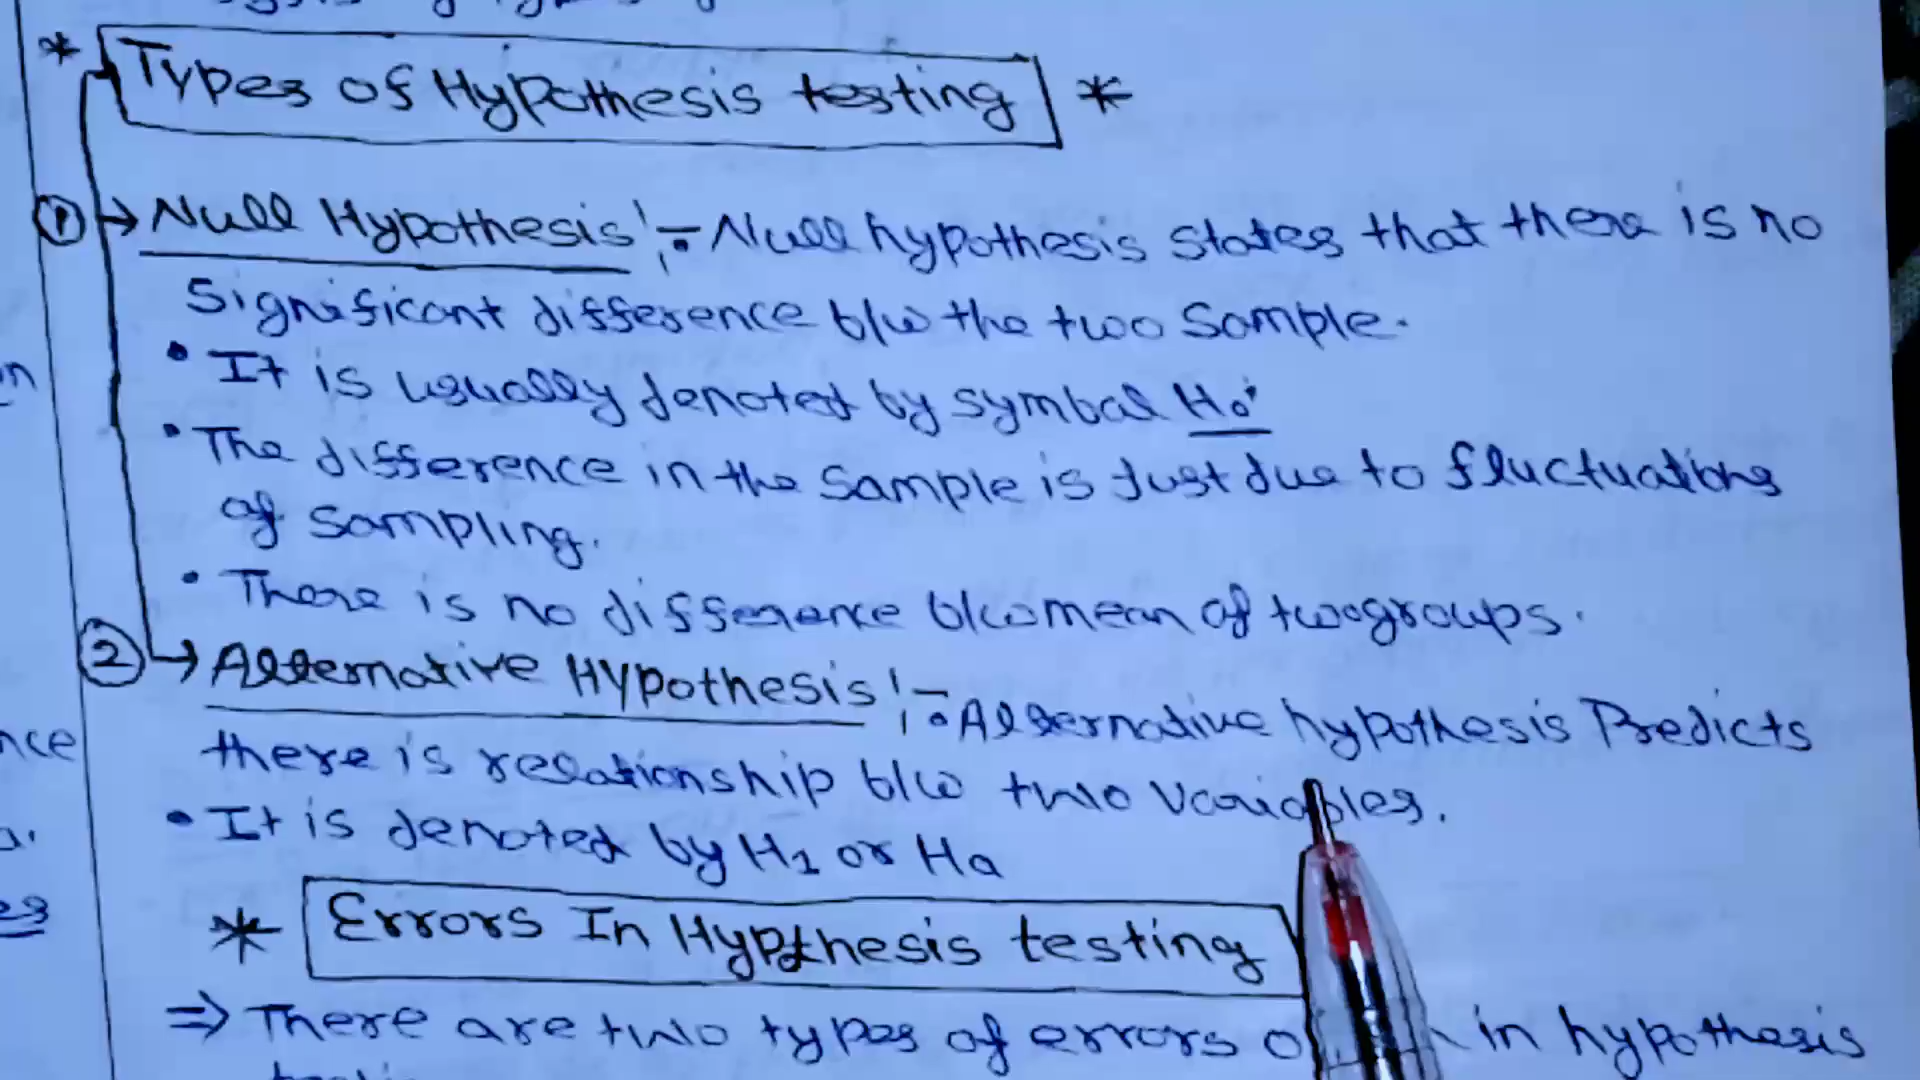 * Types of Hypothesis testing *
① → Null Hypothesis :- Null hypothesis states that there is no
Significant difference b/w the two Sample.
• It is usually denoted by symbal H₀.
• The difference in the Sample is Just due to fluctuations
of sampling.
• There is no difference b/w mean of two groups.
② → Alternative Hypothesis :- Alternative hypothesis Predicts
there is relationship b/w two variables.
• It is denoted by H₁ or Ha
* Errors In Hypothesis testing
⇒ There are two types of errors in hypothesis